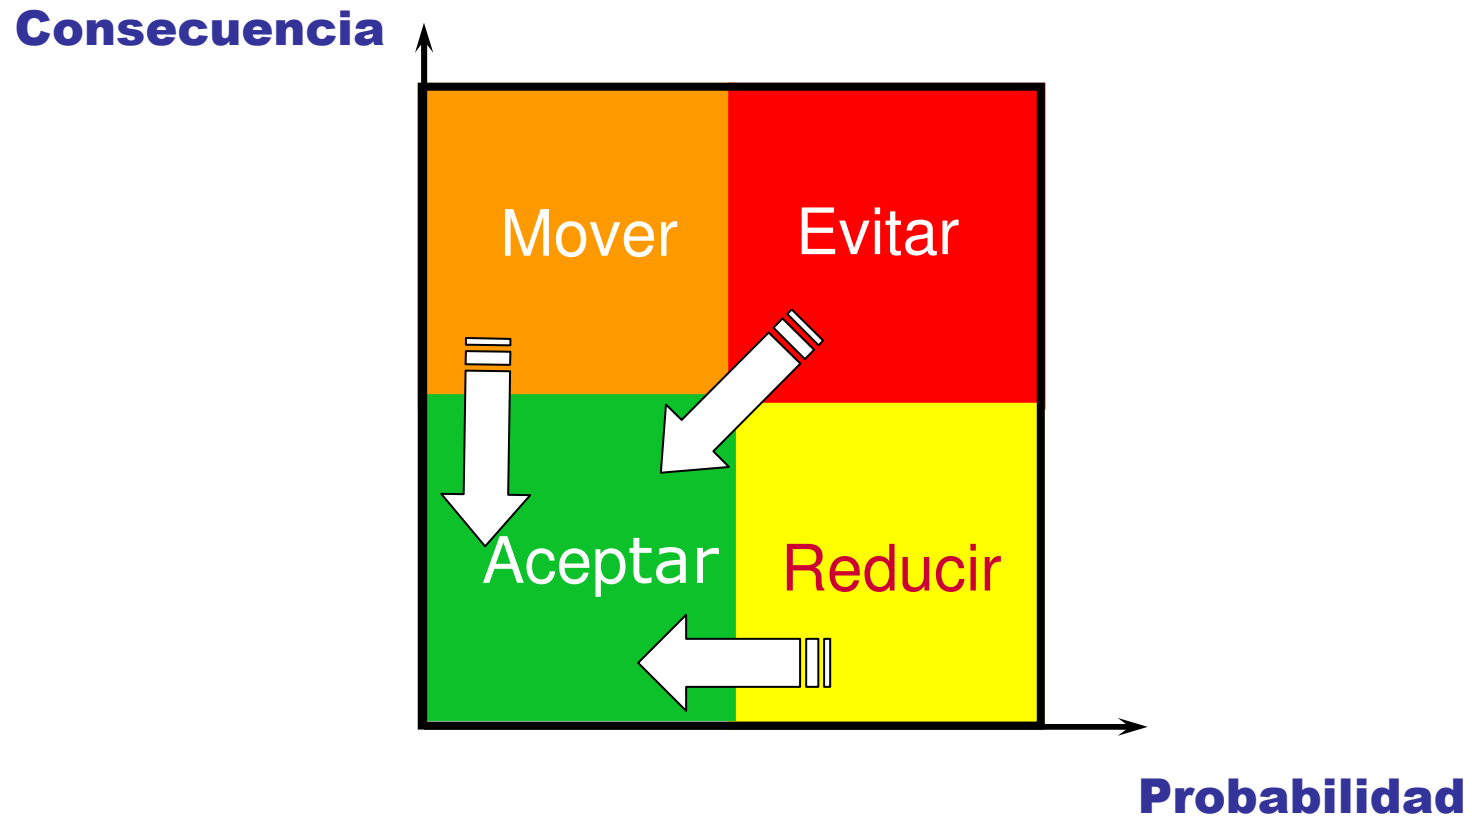 Consecuencia
Mover
Evitar
Aceptar
Reducir
Probabilidad